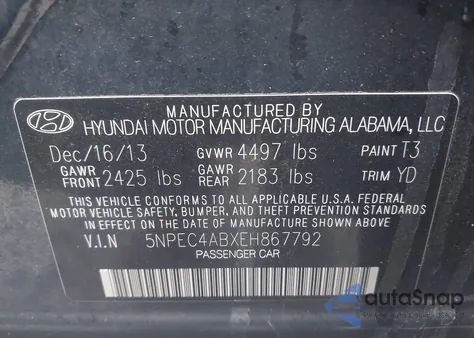 MANUFACTURED BY
HYUNDAI MOTOR MANUFACTURING ALABAMA, LLC
Dec/16/13 GVWR 4497 lbs PAINT T3
GAWR FRONT 2425 lbs GAWR REAR 2183 lbs TRIM YD
THIS VEHICLE CONFORMS TO ALL APPLICABLE U.S.A. FEDERAL
MOTOR VEHICLE SAFETY, BUMPER, AND THEFT PREVENTION STANDARDS
IN EFFECT ON THE DATE OF MANUFACTURE SHOWN ABOVE.
V.I.N 5NPEC4ABXEH867792
PASSENGER CAR
autaSnap